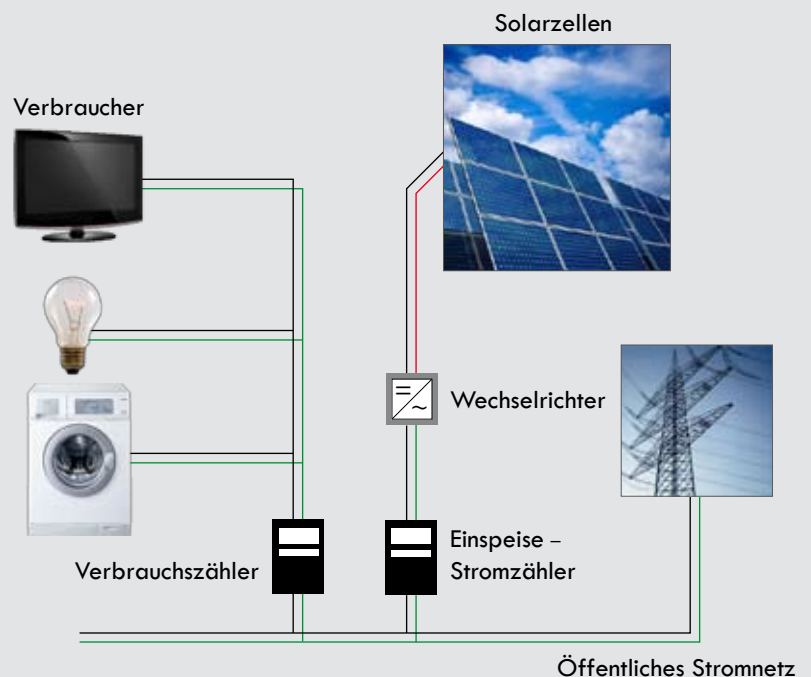 Solarzellen
Verbraucher
Wechselrichter
Einspeise –
Stromzähler
Verbrauchszähler
Öffentliches Stromnetz